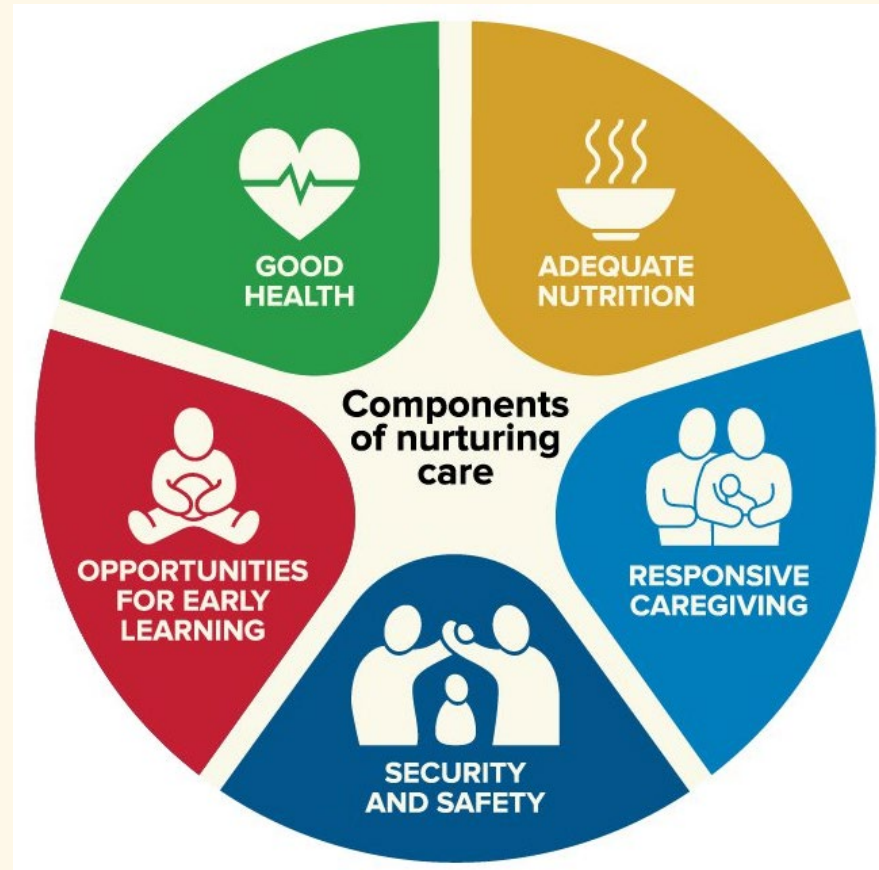 GOOD
HEALTH
ADEQUATE
NUTRITION
Components
of nurturing
care
OPPORTUNITIES
FOR EARLY
LEARNING
RESPONSIVE
CAREGIVING
SECURITY
AND SAFETY